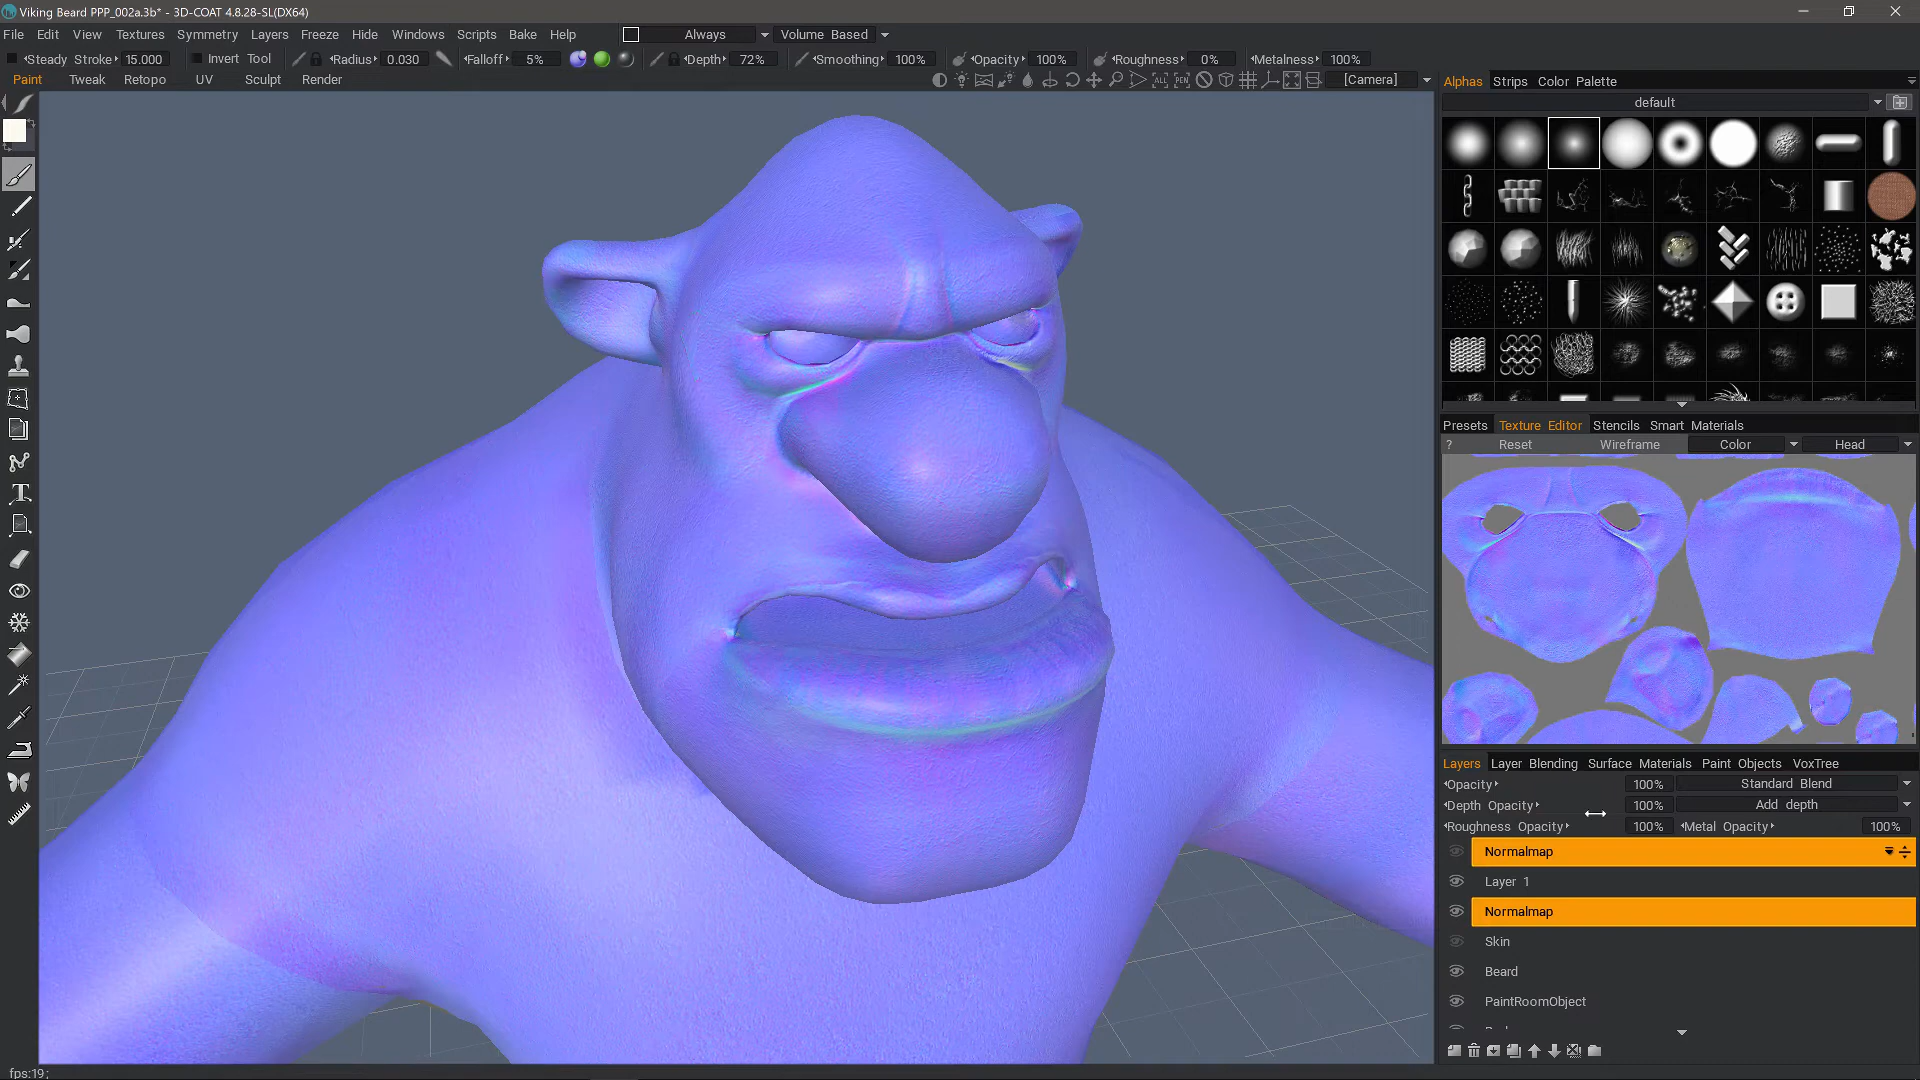 Viking Beard PPP_002a.3b* - 3D-COAT 4.8.28-SL(DX64)
File Edit View Textures Symmetry Layers Freeze Hide Windows Scripts Bake Help Always Volume Based
Steady Stroke 15.000 Invert Tool Radius 0.030 Falloff 5% Depth 72% Smoothing 100% Opacity 100% Roughness 0% Metalness 100%
Paint Tweak Retopo UV Sculpt Render ALL PEN [Camera]
Alphas Strips Color Palette
default
Presets Texture Editor Stencils Smart Materials
? Reset Wireframe Color Head
Layers Layer Blending Surface Materials Paint Objects VoxTree
Opacity 100% Standard Blend
Depth Opacity 100% Add depth
Roughness Opacity 100% Metal Opacity 100%
Normalmap
Layer 1
Normalmap
Skin
Beard
PaintRoomObject
fps:19;